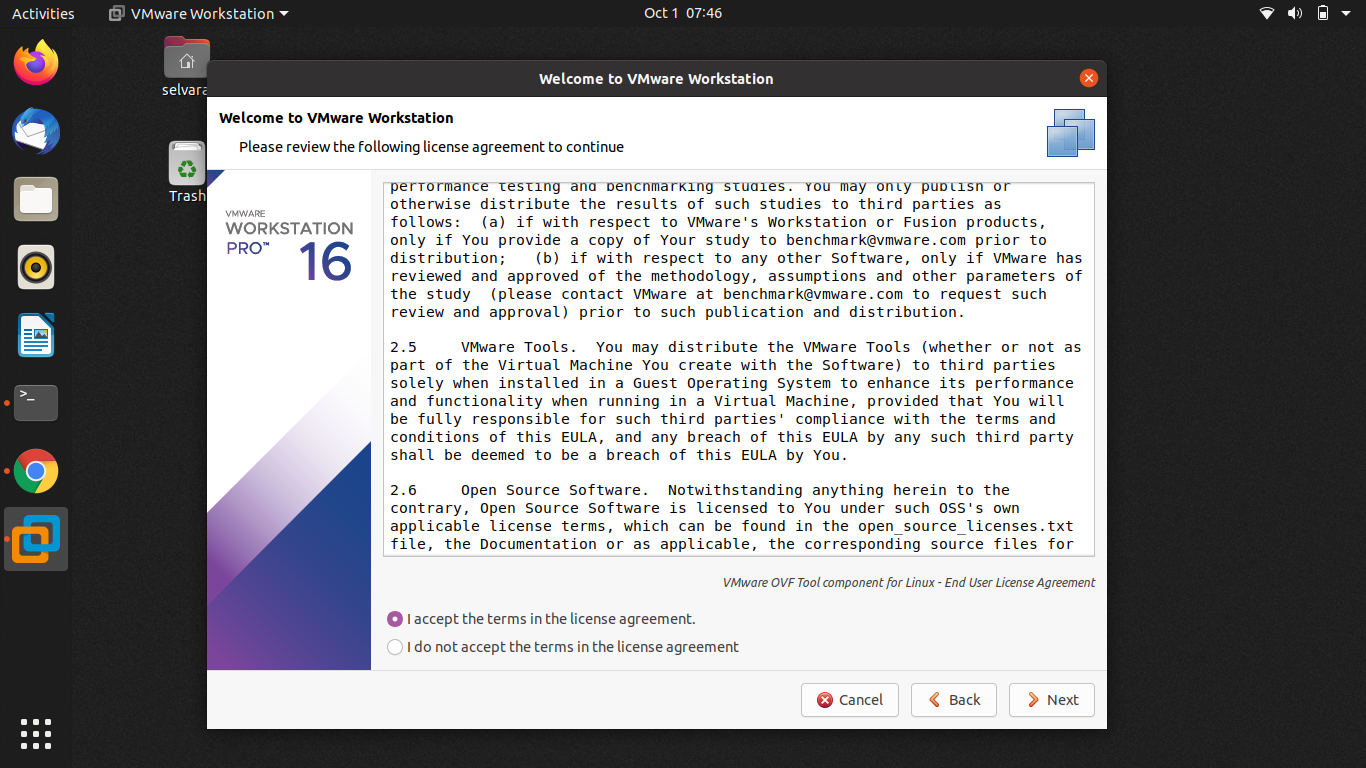 Activities
VMware Workstation
Oct 1 07:46
selvara
Trash
Welcome to VMware Workstation
Welcome to VMware Workstation
Please review the following license agreement to continue
VMWARE
WORKSTATION
PRO™ 16
performance testing and benchmarking studies. You may only publish or
otherwise distribute the results of such studies to third parties as
follows:  (a) if with respect to VMware's Workstation or Fusion products,
only if You provide a copy of Your study to benchmark@vmware.com prior to
distribution;   (b) if with respect to any other Software, only if VMware has
reviewed and approved of the methodology, assumptions and other parameters of
the study  (please contact VMware at benchmark@vmware.com to request such
review and approval) prior to such publication and distribution.
2.5     VMware Tools.  You may distribute the VMware Tools (whether or not as
part of the Virtual Machine You create with the Software) to third parties
solely when installed in a Guest Operating System to enhance its performance
and functionality when running in a Virtual Machine, provided that You will
be fully responsible for such third parties' compliance with the terms and
conditions of this EULA, and any breach of this EULA by any such third party
shall be deemed to be a breach of this EULA by You.
2.6     Open Source Software.  Notwithstanding anything herein to the
contrary, Open Source Software is licensed to You under such OSS's own
applicable license terms, which can be found in the open_source_licenses.txt
file, the Documentation or as applicable, the corresponding source files for
VMware OVF Tool component for Linux - End User License Agreement
I accept the terms in the license agreement.
I do not accept the terms in the license agreement
Cancel
Back
Next